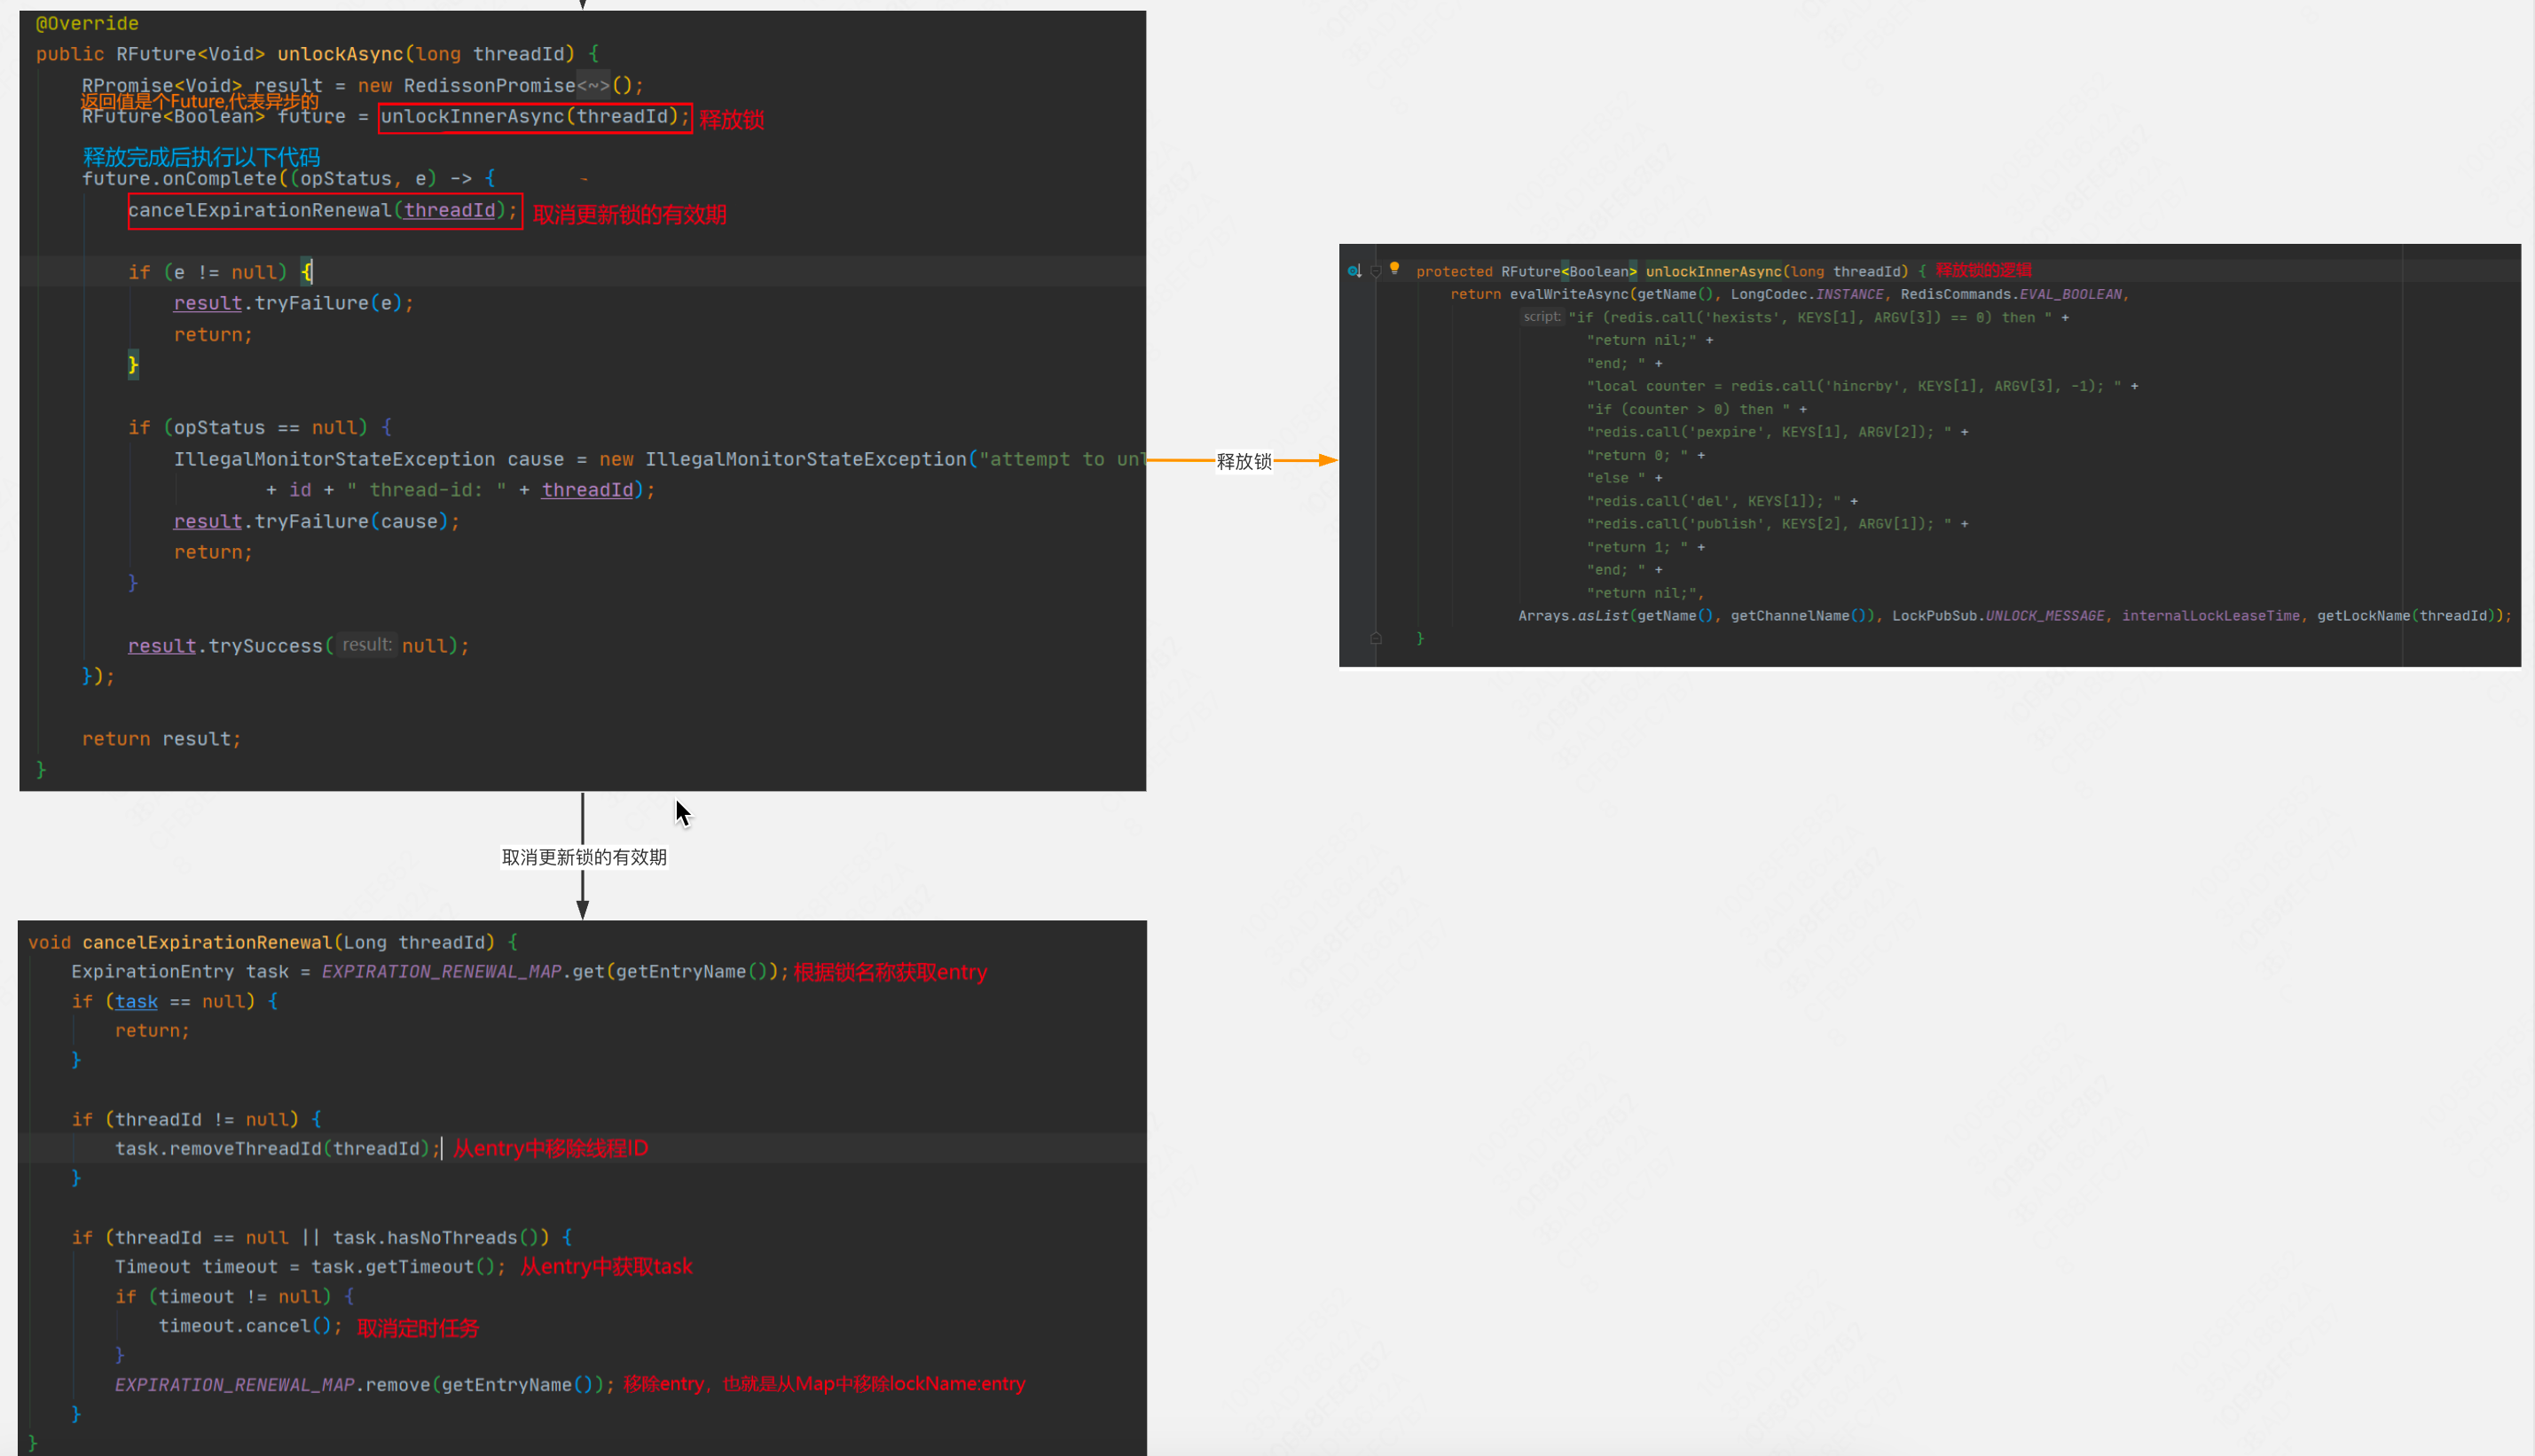 @Override
public RFuture<Void> unlockAsync(long threadId) {
RPromise<Void> result = new RedissonPromise<~>();
返回值是个Future,代表异步的
RFuture<Boolean> future = unlockInnerAsync(threadId); 释放锁
释放完成后执行以下代码
future.onComplete((opStatus, e) -> {
cancelExpirationRenewal(threadId); 取消更新锁的有效期
if (e != null) {
result.tryFailure(e);
return;
}
if (opStatus == null) {
IllegalMonitorStateException cause = new IllegalMonitorStateException("attempt to unl
+ id + " thread-id: " + threadId);
result.tryFailure(cause);
return;
}
result.trySuccess( result: null);
});
return result;
}
释放锁
protected RFuture<Boolean> unlockInnerAsync(long threadId) { 释放锁的逻辑
return evalWriteAsync(getName(), LongCodec.INSTANCE, RedisCommands.EVAL_BOOLEAN,
script: "if (redis.call('hexists', KEYS[1], ARGV[3]) == 0) then " +
"return nil;" +
"end; " +
"local counter = redis.call('hincrby', KEYS[1], ARGV[3], -1); " +
"if (counter > 0) then " +
"redis.call('pexpire', KEYS[1], ARGV[2]); " +
"return 0; " +
"else " +
"redis.call('del', KEYS[1]); " +
"redis.call('publish', KEYS[2], ARGV[1]); " +
"return 1; " +
"end; " +
"return nil;",
Arrays.asList(getName(), getChannelName()), LockPubSub.UNLOCK_MESSAGE, internalLockLeaseTime, getLockName(threadId));
}
取消更新锁的有效期
void cancelExpirationRenewal(Long threadId) {
ExpirationEntry task = EXPIRATION_RENEWAL_MAP.get(getEntryName()); 根据锁名称获取entry
if (task == null) {
return;
}
if (threadId != null) {
task.removeThreadId(threadId); 从entry中移除线程ID
}
if (threadId == null || task.hasNoThreads()) {
Timeout timeout = task.getTimeout(); 从entry中获取task
if (timeout != null) {
timeout.cancel(); 取消定时任务
}
EXPIRATION_RENEWAL_MAP.remove(getEntryName()); 移除entry，也就是从Map中移除lockName:entry
}
}